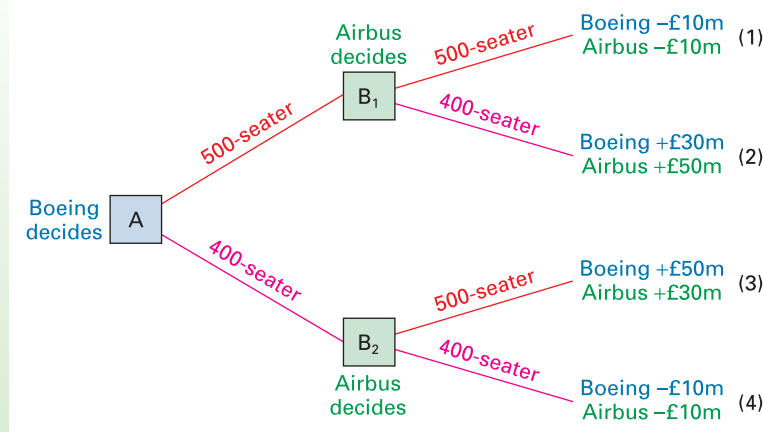 Boeing
decides
A
500-seater
400-seater
Airbus
decides
B₁
500-seater
400-seater
B₂
Airbus
decides
500-seater
400-seater
Boeing –£10m
Airbus –£10m
(1)
Boeing +£30m
Airbus +£50m
(2)
Boeing +£50m
Airbus +£30m
(3)
Boeing –£10m
Airbus –£10m
(4)